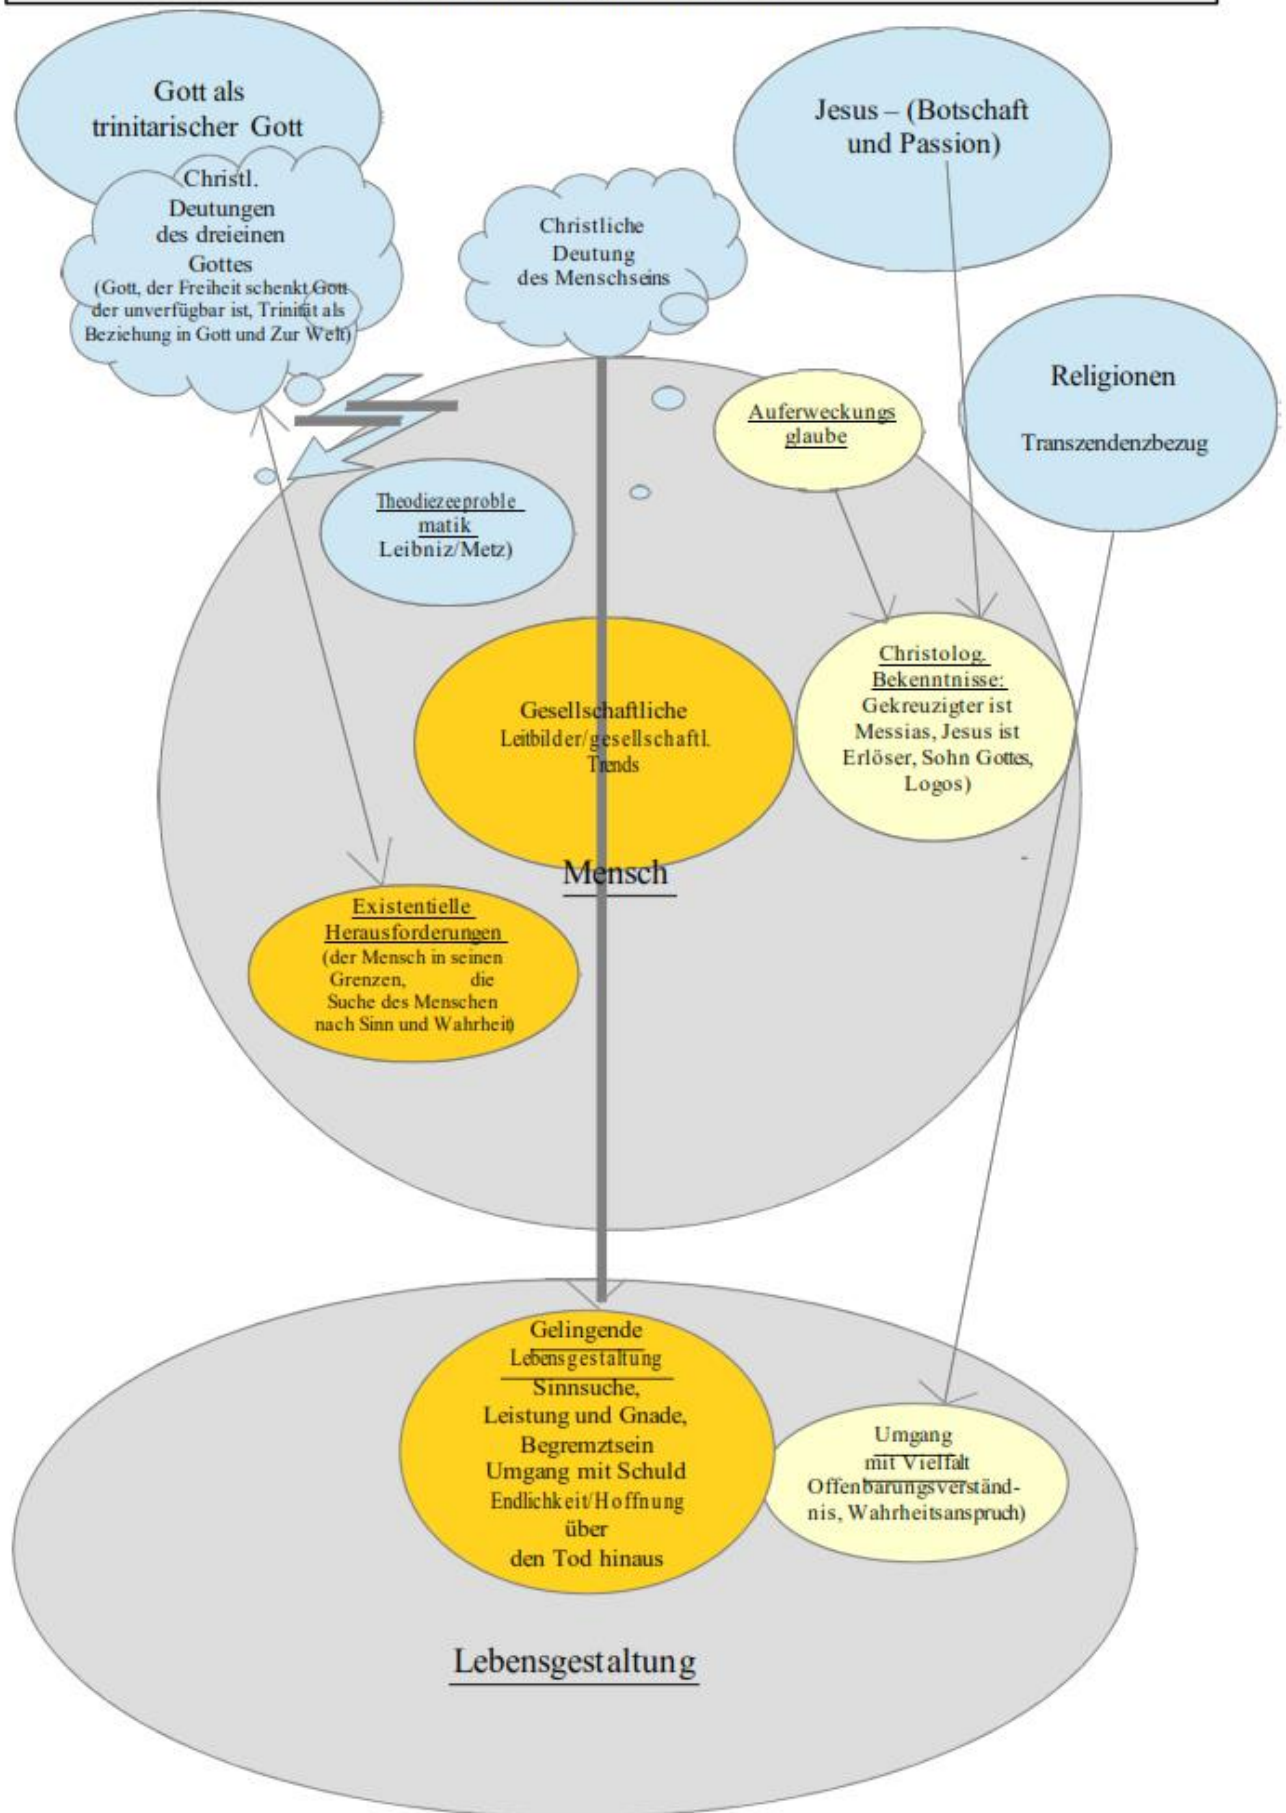 Gott als
trinitarischer Gott
Christl.
Deutungen
des dreieinen
Gottes
(Gott, der Freiheit schenkt Gott
der unverfügbar ist, Trinität als
Beziehung in Gott und Zur Welt)
Christliche
Deutung
des Menschseins
Jesus – (Botschaft
und Passion)
Religionen
Transzendenzbezug
Auferweckungs
glaube
Theodizeeproble
matik
Leibniz/Metz)
Gesellschaftliche
Leitbilder/gesellschaftl.
Trends
Christolog.
Bekenntnisse:
Gekreuzigter ist
Messias, Jesus ist
Erlöser, Sohn Gottes,
Logos)
Mensch
Existentielle
Herausforderungen
(der Mensch in seinen
Grenzen, die
Suche des Menschen
nach Sinn und Wahrheit)
Gelingende
Lebensgestaltung
Sinnsuche,
Leistung und Gnade,
Begremztsein
Umgang mit Schuld
Endlichkeit/Hoffnung
über
den Tod hinaus
Umgang
mit Vielfalt
Offenbarungsverständ-
nis, Wahrheitsanspruch)
Lebensgestaltung